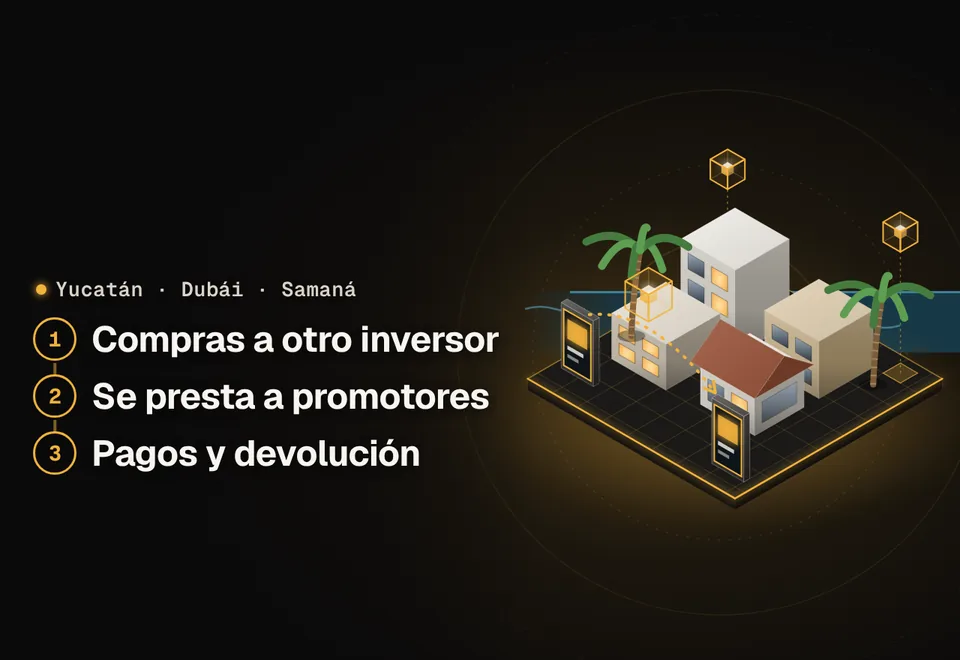 Yucatán · Dubái · Samaná
1 Compras a otro inversor
2 Se presta a promotores
3 Pagos y devolución